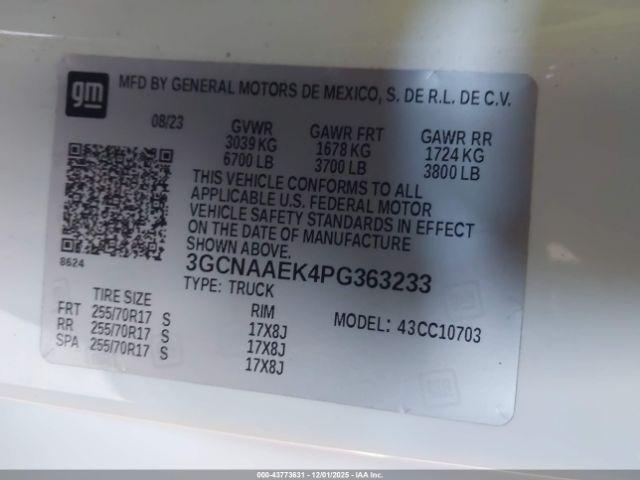 gm
MFD BY GENERAL MOTORS DE MEXICO, S. DE R.L. DE C.V.
08/23 GVWR GAWR FRT GAWR RR
3039 KG 1678 KG 1724 KG
6700 LB 3700 LB 3800 LB
THIS VEHICLE CONFORMS TO ALL
APPLICABLE U.S. FEDERAL MOTOR
VEHICLE SAFETY STANDARDS IN EFFECT
ON THE DATE OF MANUFACTURE
SHOWN ABOVE.
8624
3GCNAAEK4PG363233
TYPE: TRUCK
TIRE SIZE RIM MODEL: 43CC10703
FRT 255/70R17 S 17X8J
RR 255/70R17 S 17X8J
SPA 255/70R17 S 17X8J
000-43773631 - 12/01/2025 - IAAI.com